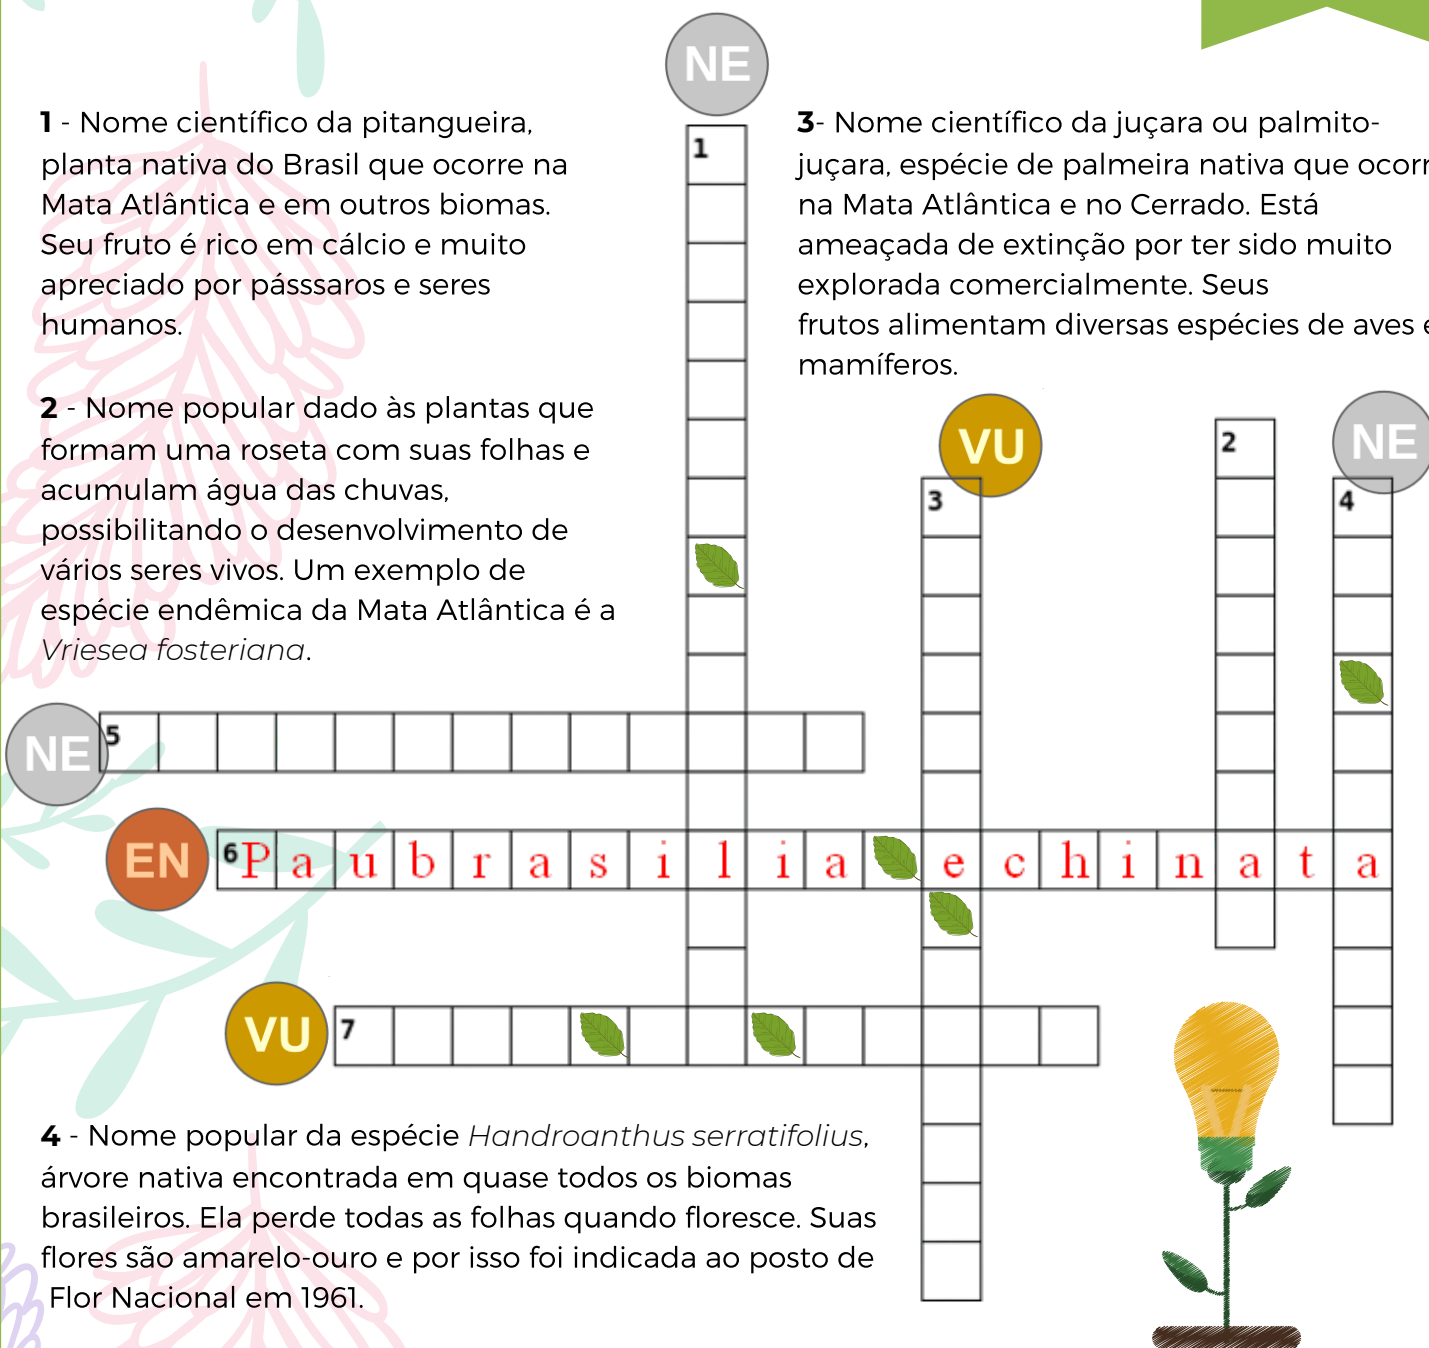 NE
1 - Nome científico da pitangueira,
planta nativa do Brasil que ocorre na
Mata Atlântica e em outros biomas.
Seu fruto é rico em cálcio e muito
apreciado por pásssaros e seres
humanos.
2 - Nome popular dado às plantas que
formam uma roseta com suas folhas e
acumulam água das chuvas,
possibilitando o desenvolvimento de
vários seres vivos. Um exemplo de
espécie endêmica da Mata Atlântica é a
Vriesea fosteriana.
1
3- Nome científico da juçara ou palmito-
juçara, espécie de palmeira nativa que ocorr
na Mata Atlântica e no Cerrado. Está
ameaçada de extinção por ter sido muito
explorada comercialmente. Seus
frutos alimentam diversas espécies de aves e
mamíferos.
VU
3
2
NE
4
NE
5
EN
6 P a u b r a s i l i a e c h i n a t a
VU
7
4 - Nome popular da espécie Handroanthus serratifolius,
árvore nativa encontrada em quase todos os biomas
brasileiros. Ela perde todas as folhas quando floresce. Suas
flores são amarelo-ouro e por isso foi indicada ao posto de
Flor Nacional em 1961.